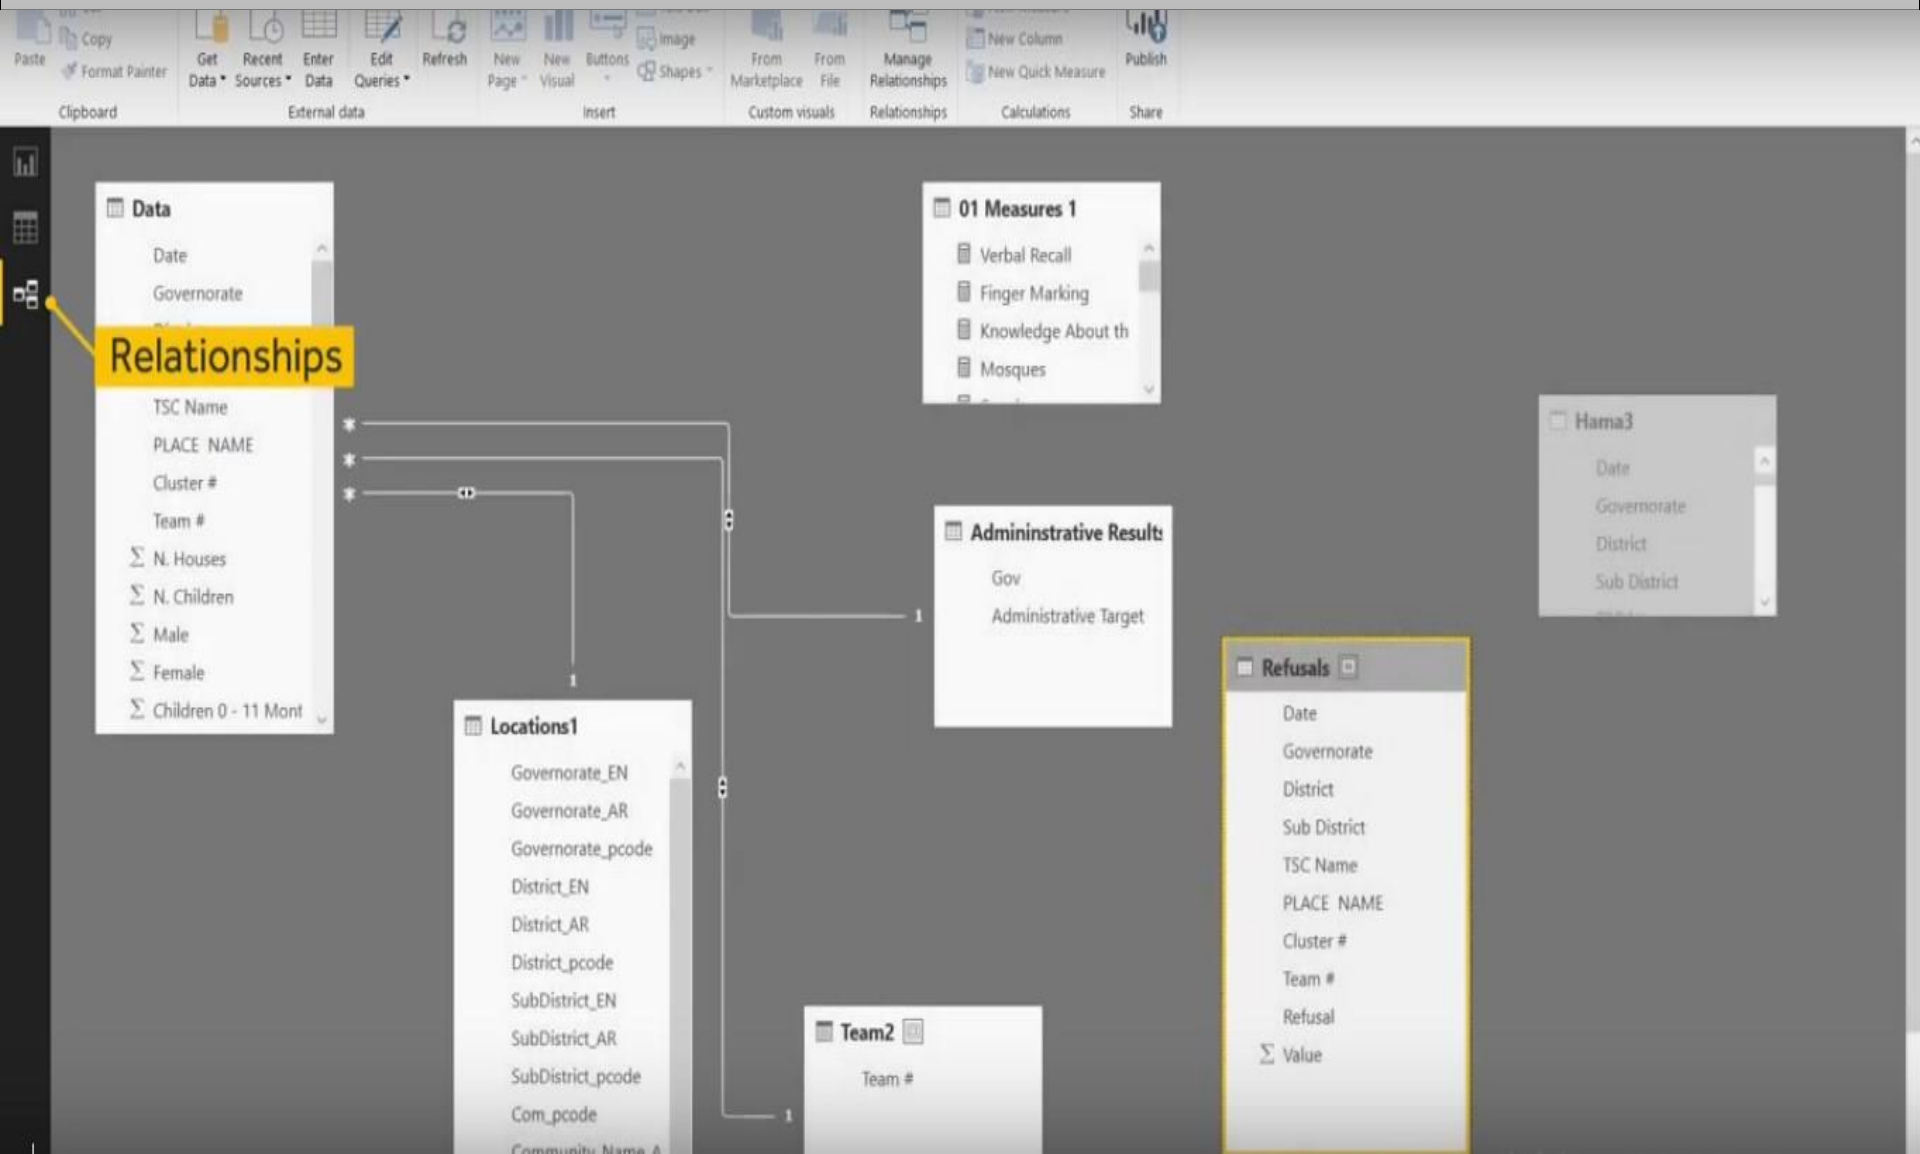 Paste
Copy
Format Painter
Clipboard
Get Data
Recent Sources
Enter Data
Edit Queries
Refresh
External data
New Page
New Visual
Buttons
Image
Shapes
Insert
From Marketplace
From File
Custom visuals
Manage Relationships
Relationships
New Column
New Quick Measure
Calculations
Publish
Share
Data
Date
Governorate
Relationships
TSC Name
PLACE NAME
Cluster #
Team #
Σ N. Houses
Σ N. Children
Σ Male
Σ Female
Σ Children 0 - 11 Mont
01 Measures 1
Verbal Recall
Finger Marking
Knowledge About th
Mosques
*
*
*
1
1
1
Admininstrative Results
Gov
Administrative Target
Hama3
Date
Governorate
District
Sub District
Locations1
Governorate_EN
Governorate_AR
Governorate_pcode
District_EN
District_AR
District_pcode
SubDistrict_EN
SubDistrict_AR
SubDistrict_pcode
Com_pcode
Community_Name_A
Team2
Team #
Refusals
Date
Governorate
District
Sub District
TSC Name
PLACE NAME
Cluster #
Team #
Refusal
Σ Value